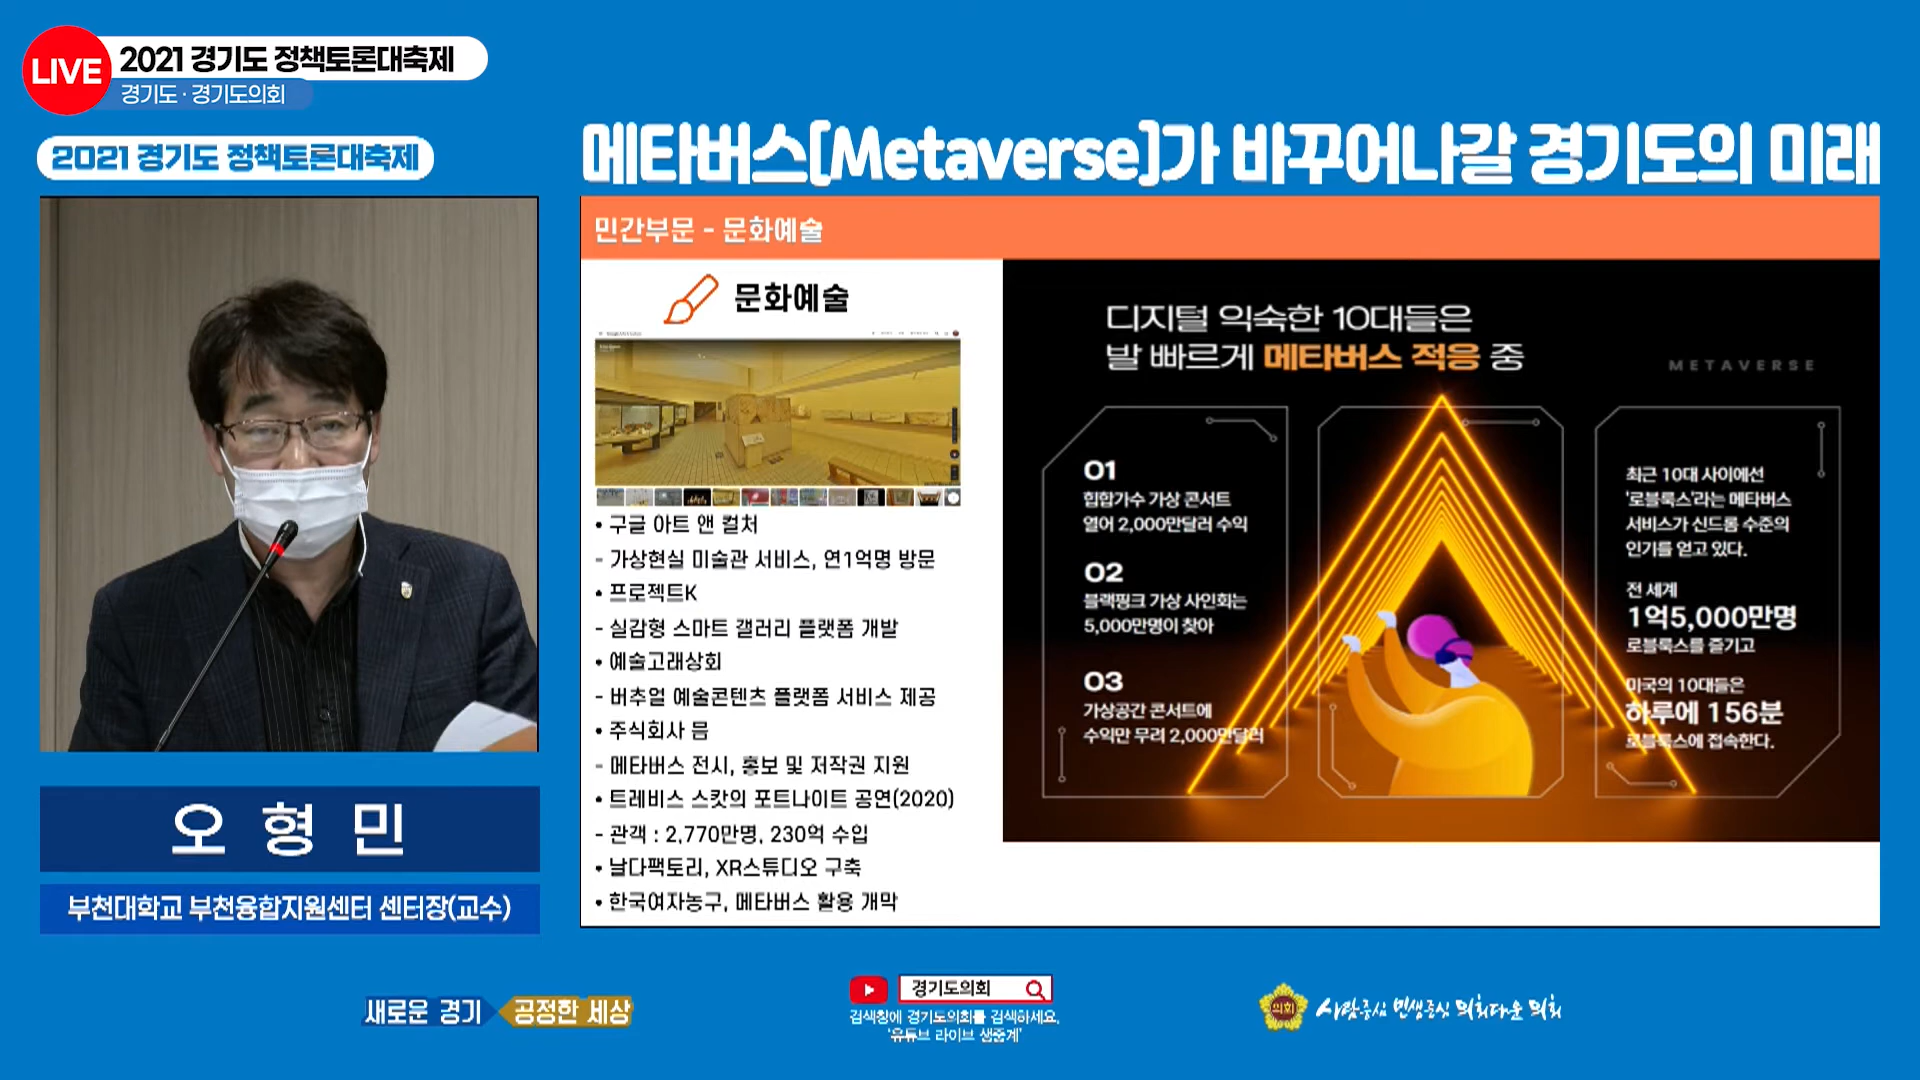 LIVE
2021 경기도 정책토론대축제
경기도 · 경기도의회
2021 경기도 정책토론대축제
메타버스[Metaverse]가 바꾸어나갈 경기도의 미래
민간부문 - 문화예술
문화예술
• 구글 아트 앤 컬처
- 가상현실 미술관 서비스, 연1억명 방문
• 프로젝트K
- 실감형 스마트 갤러리 플랫폼 개발
• 예술고래상회
- 버추얼 예술콘텐츠 플랫폼 서비스 제공
• 주식회사 믐
- 메타버스 전시, 홍보 및 저작권 지원
• 트레비스 스캇의 포트나이트 공연(2020)
- 관객 : 2,770만명, 230억 수입
• 날다팩토리, XR스튜디오 구축
• 한국여자농구, 메타버스 활용 개막
디지털 익숙한 10대들은
발 빠르게 메타버스 적응 중
METAVERSE
01
힙합가수 가상 콘서트
열어 2,000만달러 수익
02
블랙핑크 가상 사인회는
5,000만명이 찾아
03
가상공간 콘서트에
수익만 무려 2,000만달러
최근 10대 사이에선
'로블룩스'라는 메타버스
서비스가 신드롬 수준의
인기를 얻고 있다.
전 세계
1억5,000만명
로블룩스를 즐기고
미국의 10대들은
하루에 156분
로블룩스에 접속한다.
오 형 민
부천대학교 부천융합지원센터 센터장(교수)
새로운 경기 공정한 세상
경기도의회
검색창에 경기도의회를 검색하세요.
'유튜브 라이브 생중계'
의회
사람중심 민생중심 의회다운 의회